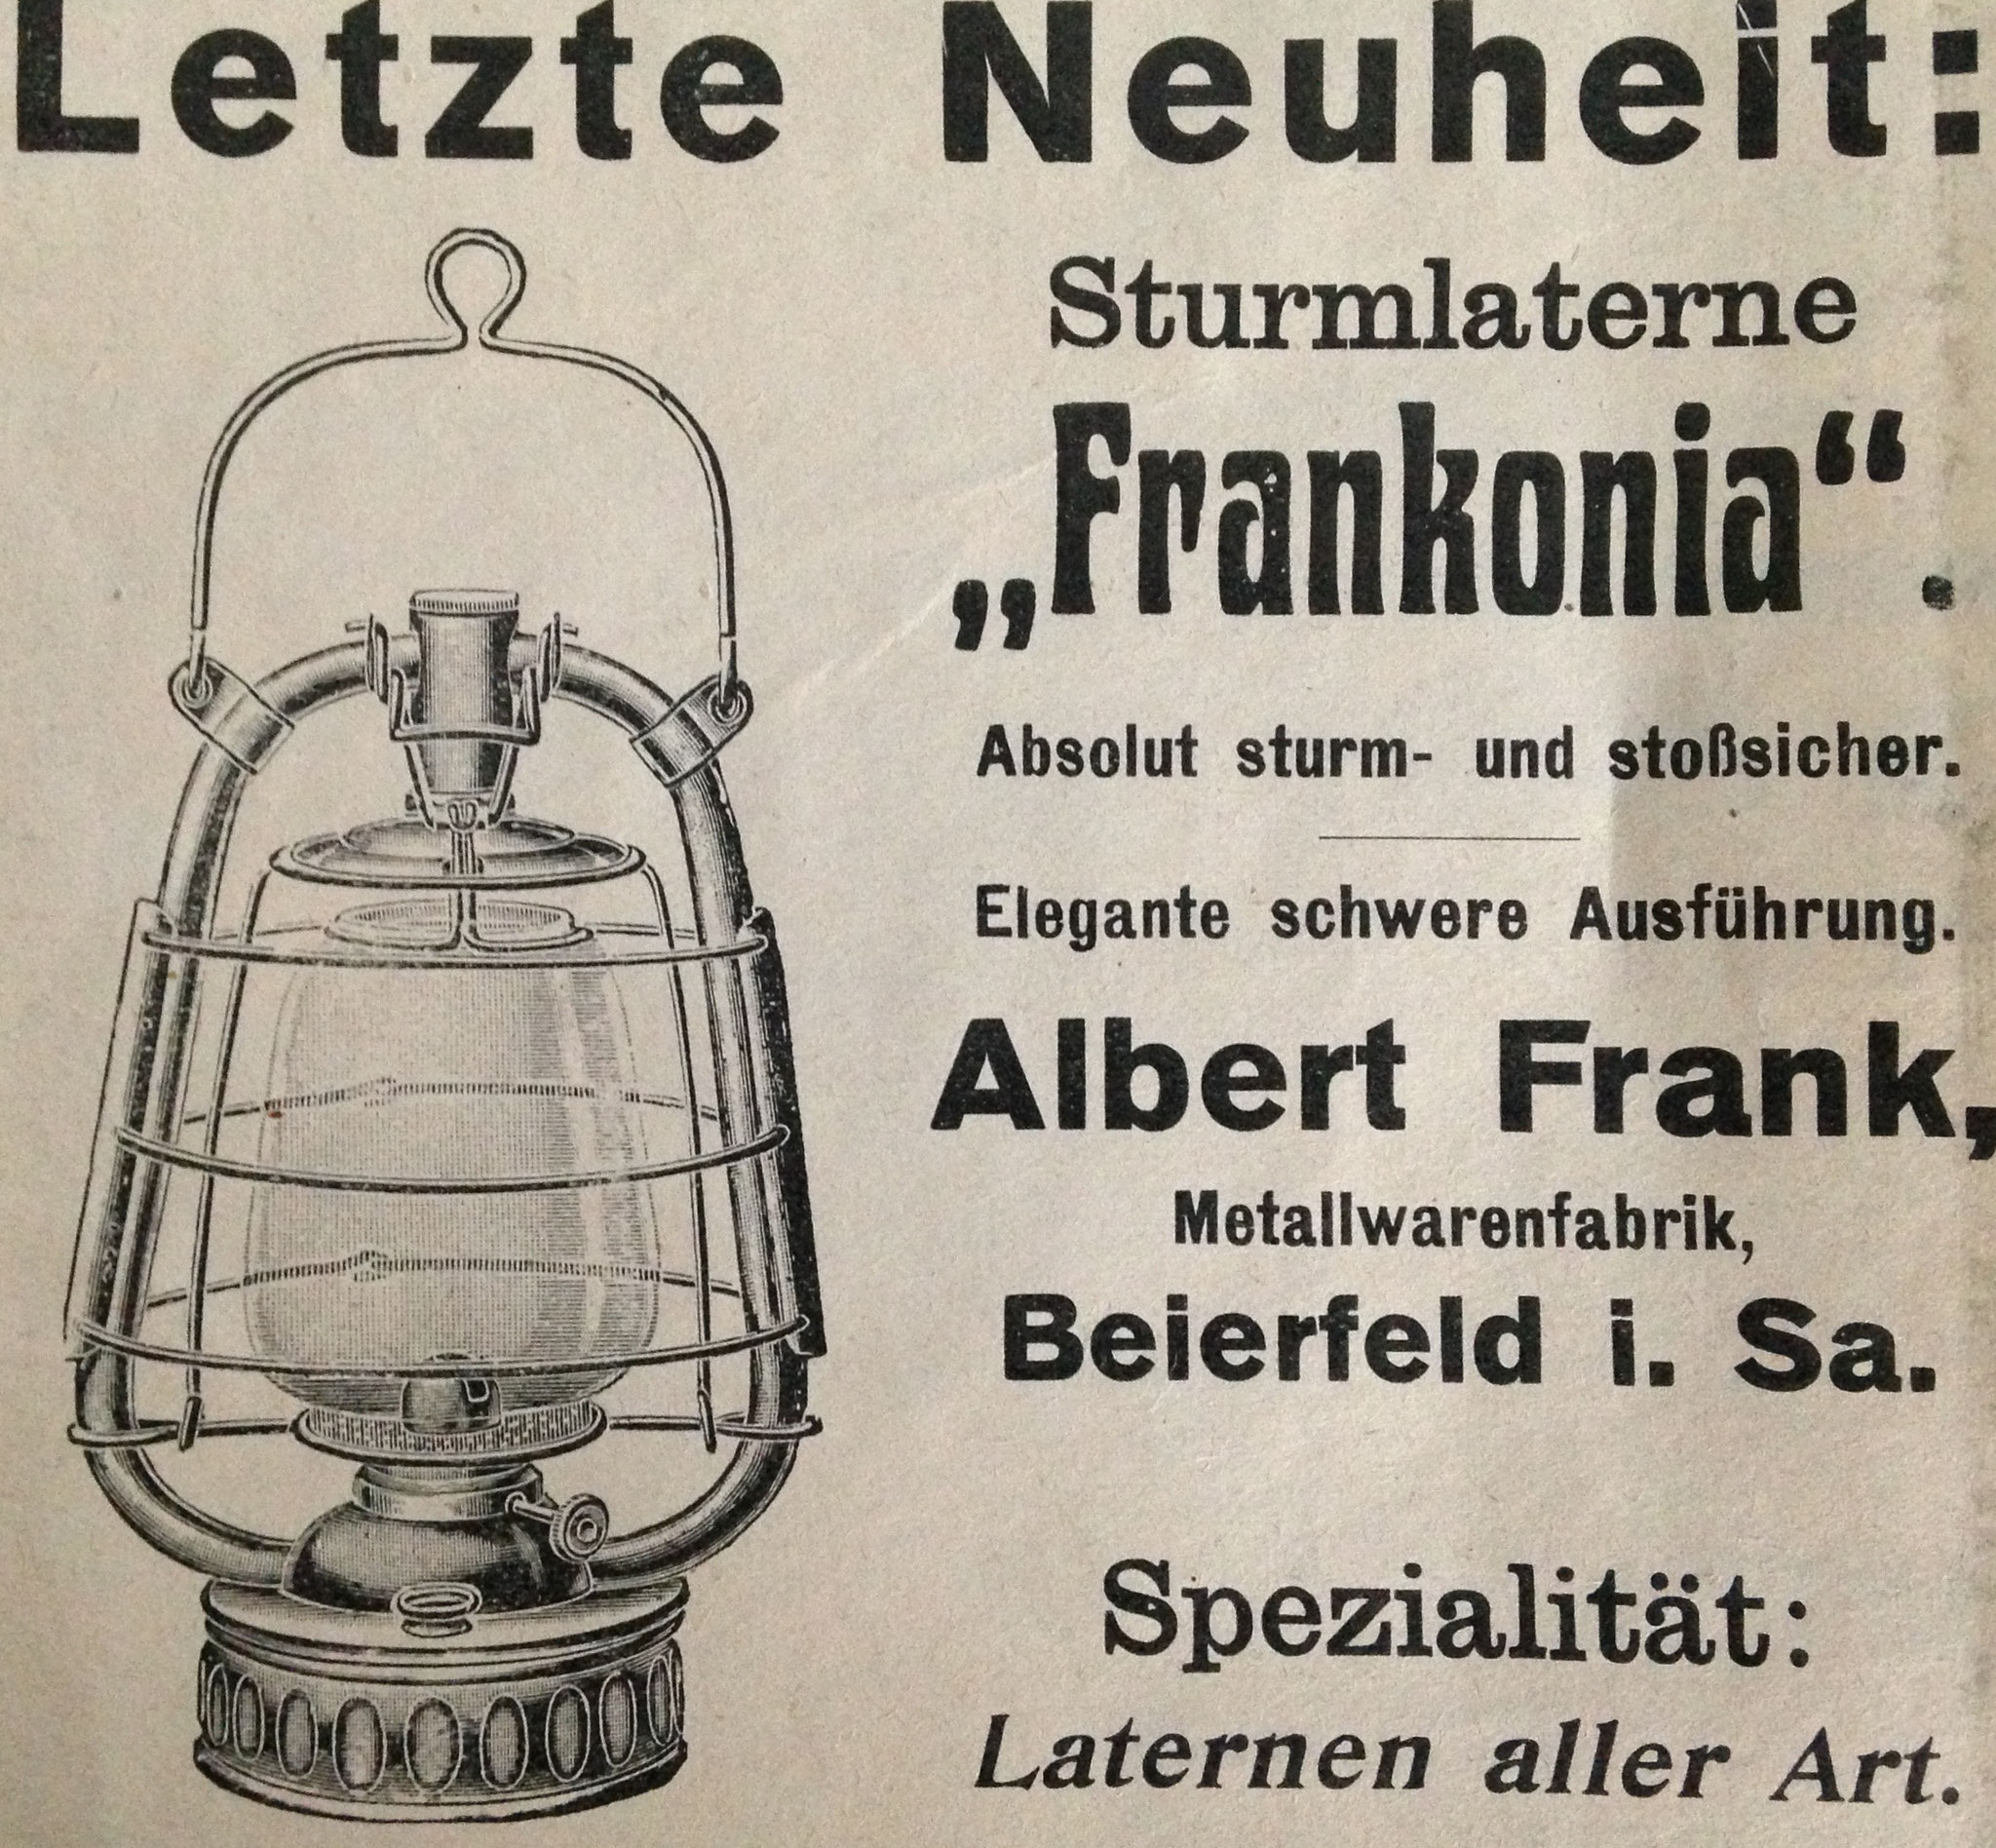 Letzte Neuheit:
Sturmlaterne
„Frankonia“.
Absolut sturm- und stoßsicher.
Elegante schwere Ausführung.
Albert Frank,
Metallwarenfabrik,
Beierfeld i. Sa.
Spezialität:
Laternen aller Art.